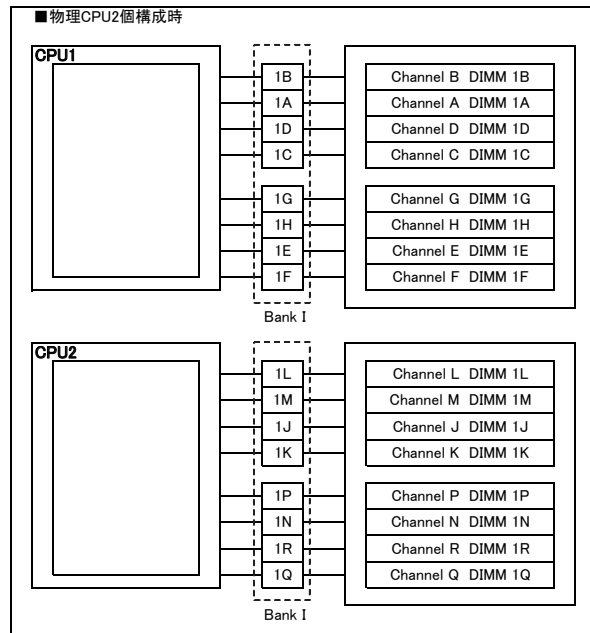 ■物理CPU2個構成時
CPU1
1B Channel B DIMM 1B
1A Channel A DIMM 1A
1D Channel D DIMM 1D
1C Channel C DIMM 1C
1G Channel G DIMM 1G
1H Channel H DIMM 1H
1E Channel E DIMM 1E
1F Channel F DIMM 1F
Bank I
CPU2
1L Channel L DIMM 1L
1M Channel M DIMM 1M
1J Channel J DIMM 1J
1K Channel K DIMM 1K
1P Channel P DIMM 1P
1N Channel N DIMM 1N
1R Channel R DIMM 1R
1Q Channel Q DIMM 1Q
Bank I